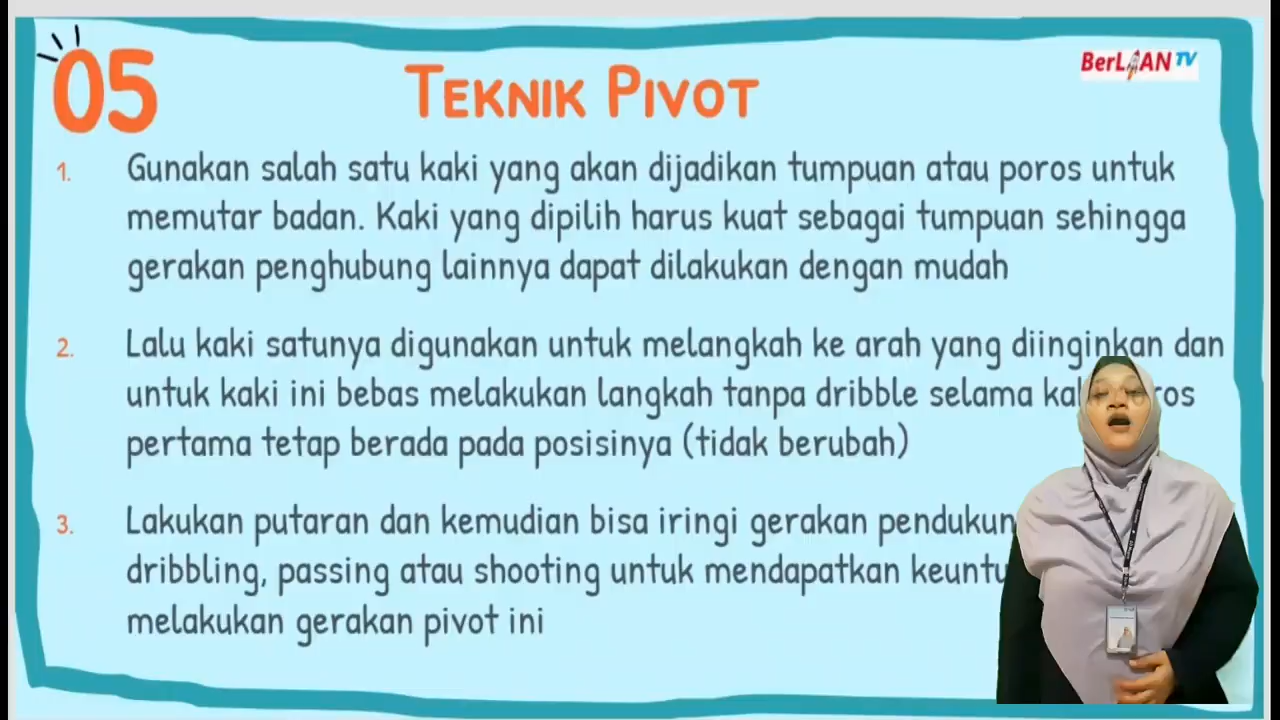 05
TEKNIK PIVOT
BerLIAN TV
1. Gunakan salah satu kaki yang akan dijadikan tumpuan atau poros untuk
memutar badan. Kaki yang dipilih harus kuat sebagai tumpuan sehingga
gerakan penghubung lainnya dapat dilakukan dengan mudah
2. Lalu kaki satunya digunakan untuk melangkah ke arah yang diinginkan dan
untuk kaki ini bebas melakukan langkah tanpa dribble selama
pertama tetap berada pada posisinya (tidak berubah)
3. Lakukan putaran dan kemudian bisa iringi gerakan
dribbling, passing atau shooting untuk mendapatkan
melakukan gerakan pivot ini